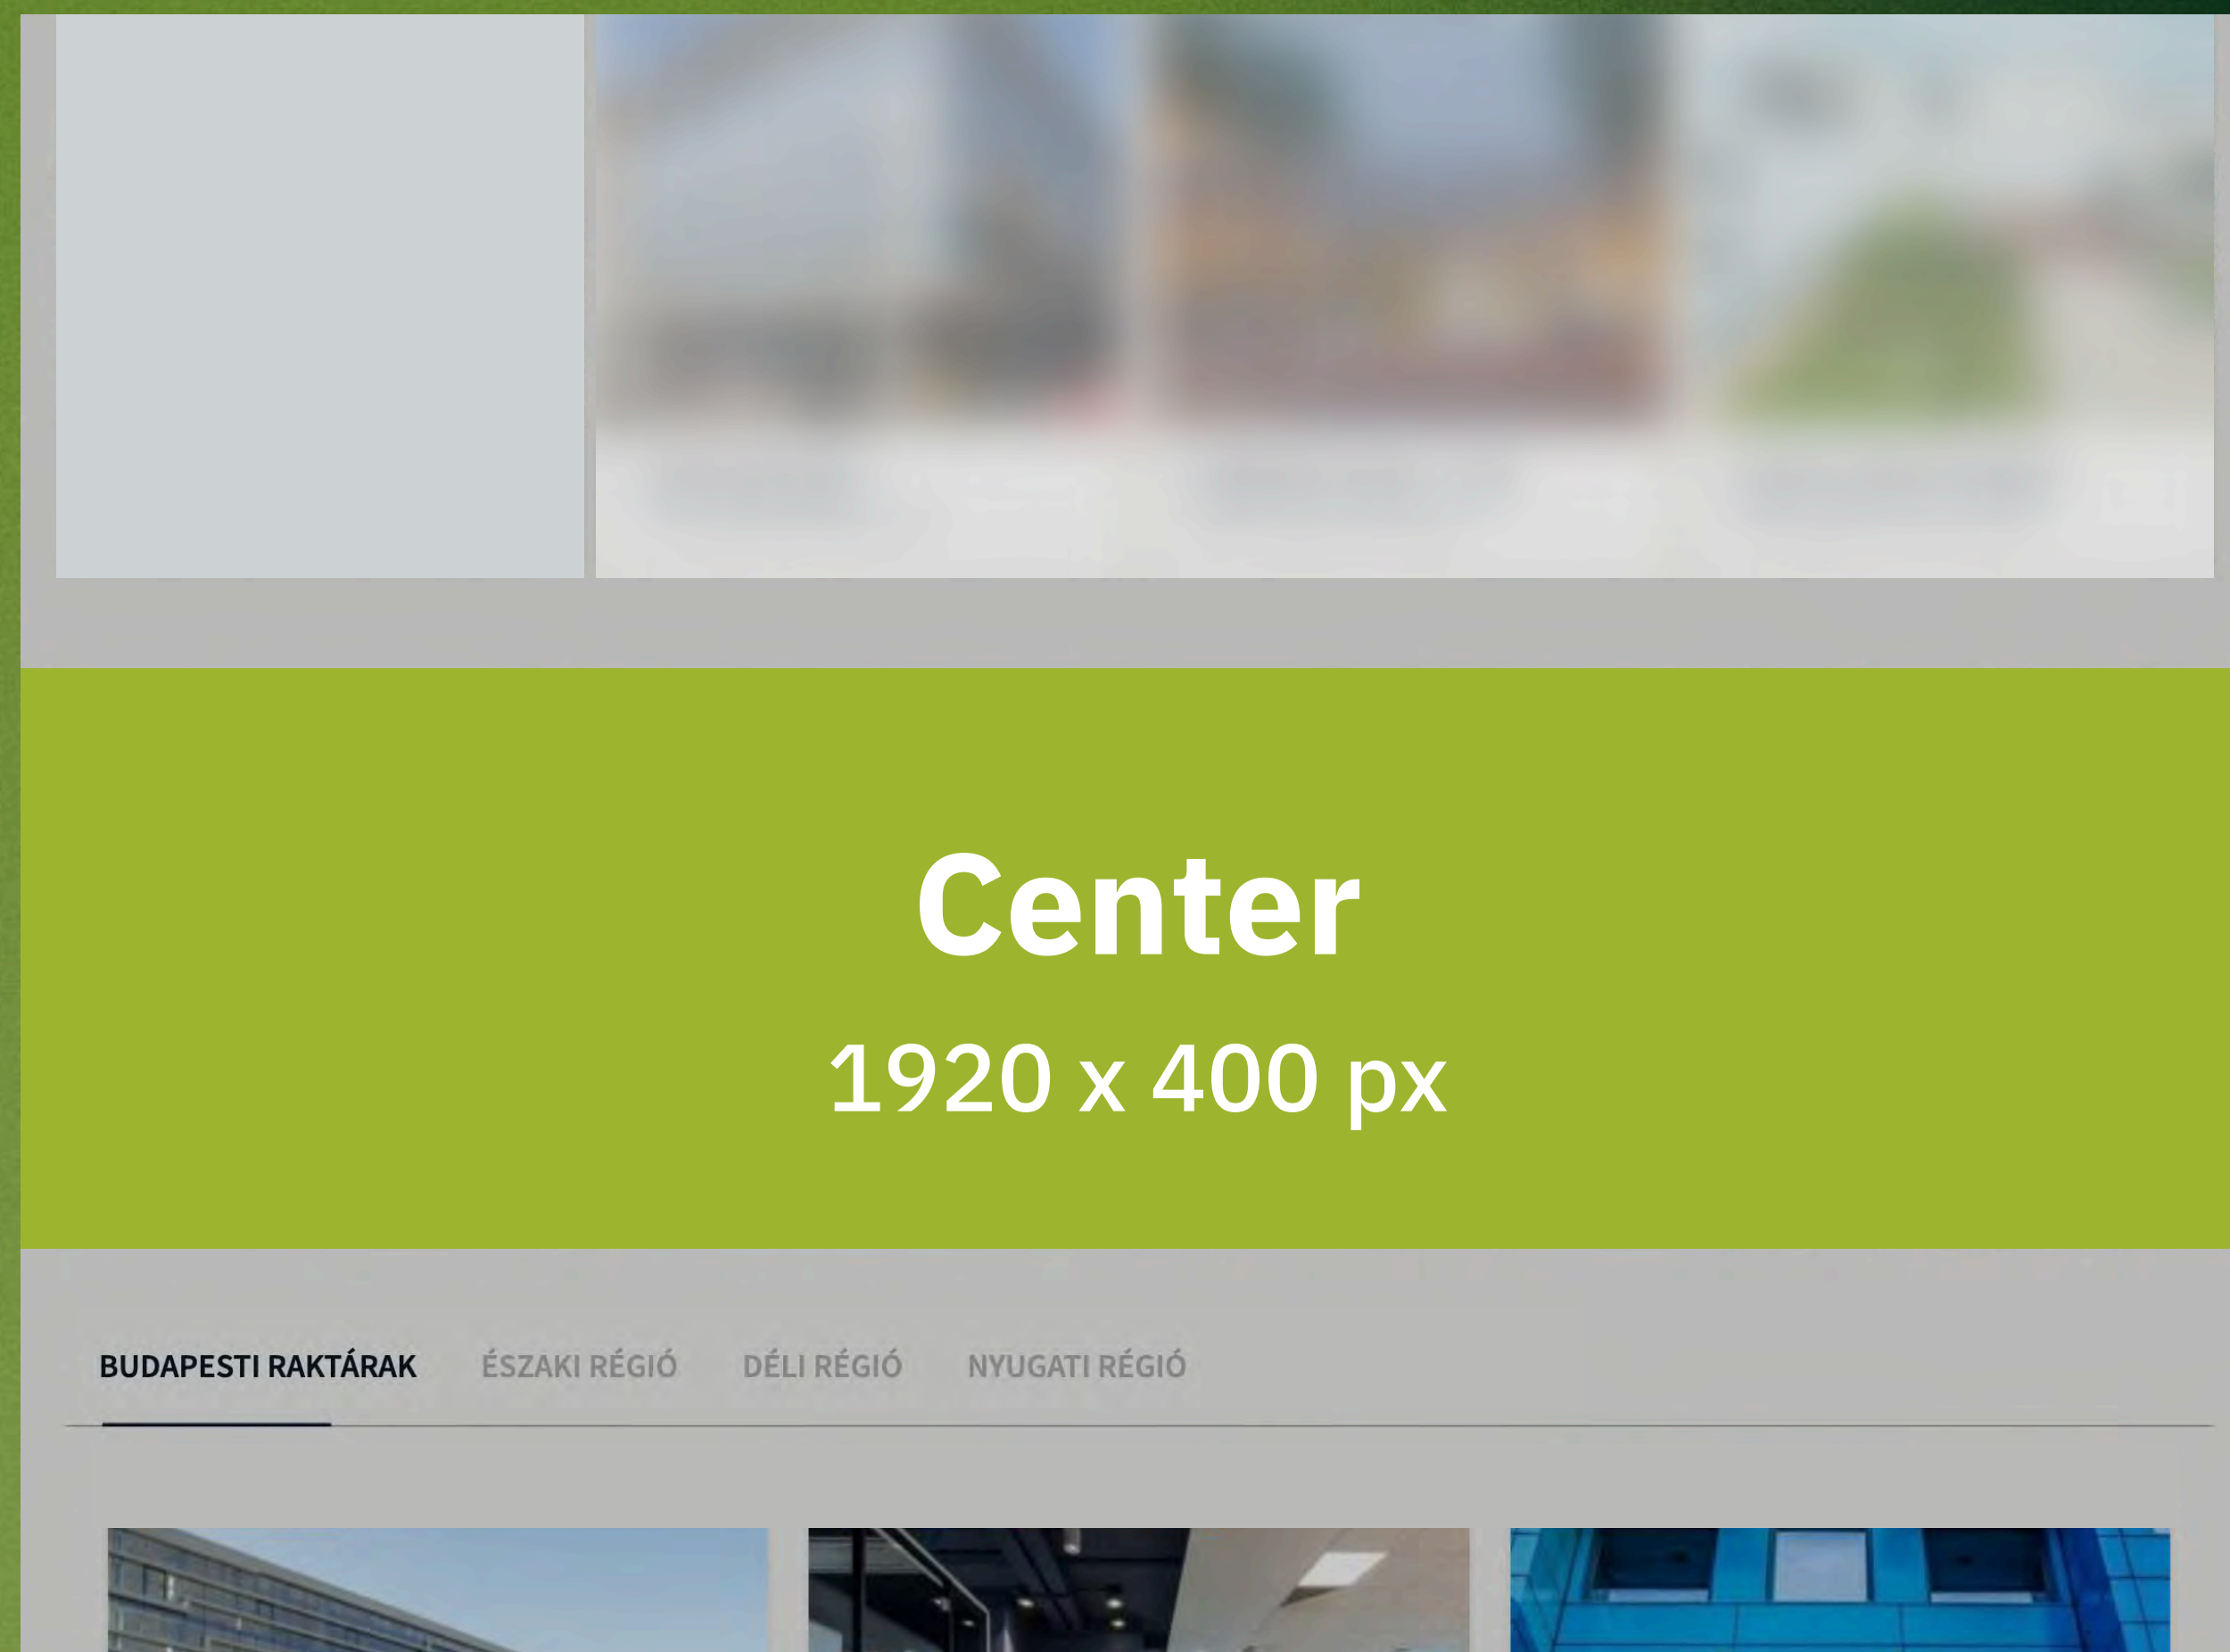 Center
1920 x 400 px
BUDAPESTI RAKTÁRAK ÉSZAKI RÉGIÓ DÉLI RÉGIÓ NYUGATI RÉGIÓ